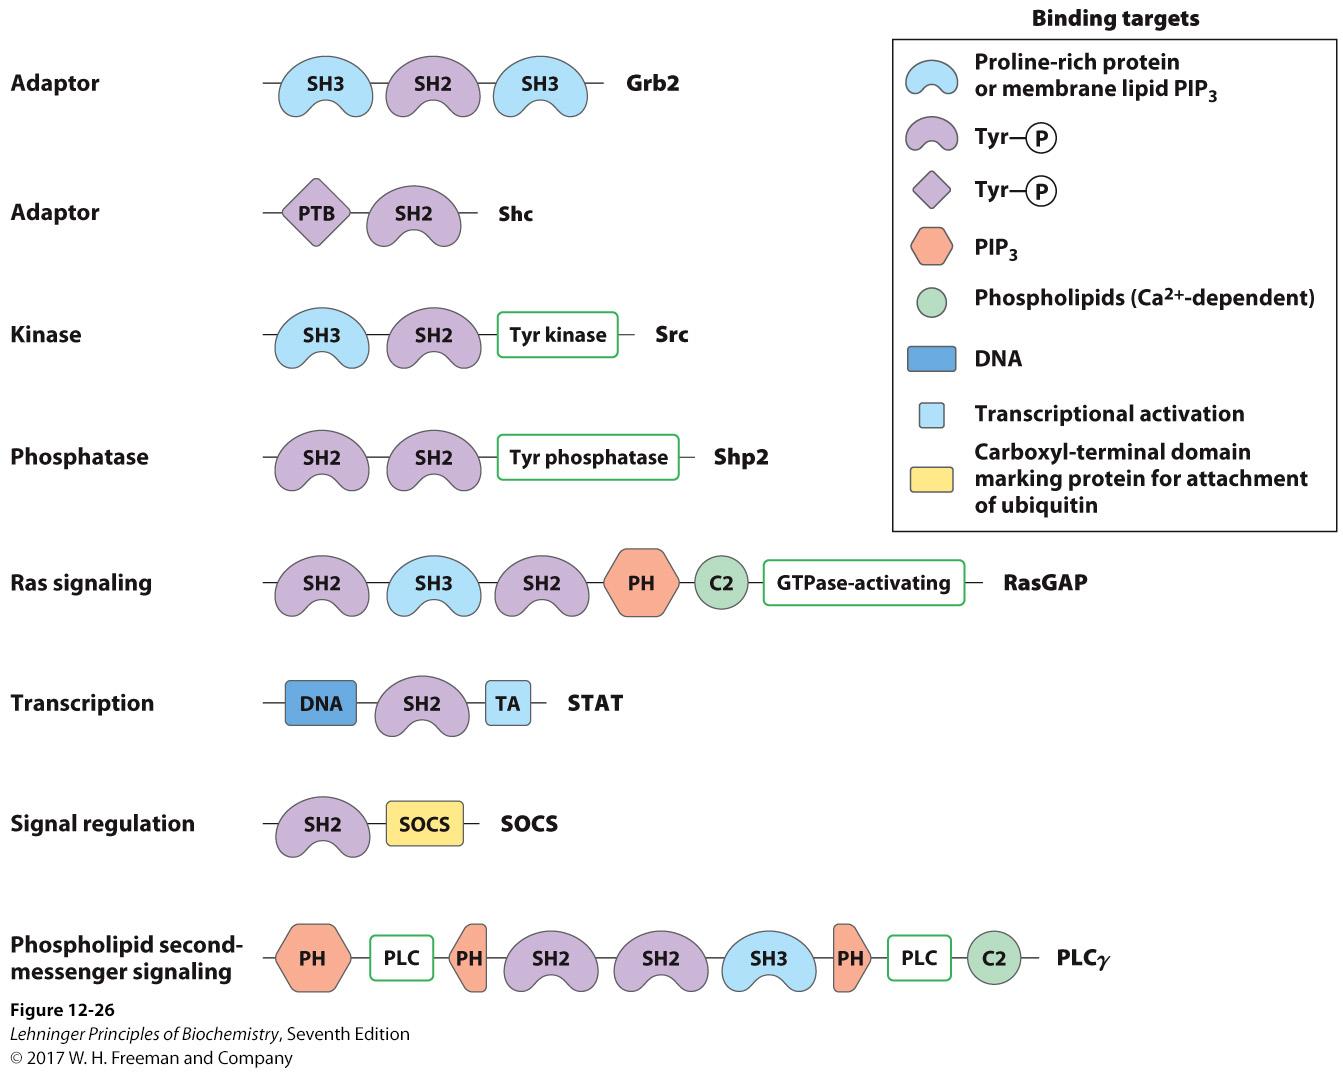 Binding targets
Proline-rich protein
or membrane lipid PIP3
Tyr—P
Tyr—P
PIP3
Phospholipids (Ca2+-dependent)
DNA
Transcriptional activation
Carboxyl-terminal domain
marking protein for attachment
of ubiquitin
Adaptor SH3 SH2 SH3 Grb2
Adaptor PTB SH2 Shc
Kinase SH3 SH2 Tyr kinase Src
Phosphatase SH2 SH2 Tyr phosphatase Shp2
Ras signaling SH2 SH3 SH2 PH C2 GTPase-activating RasGAP
Transcription DNA SH2 TA STAT
Signal regulation SH2 SOCS SOCS
Phospholipid second-
messenger signaling
PH PLC PH SH2 SH2 SH3 PH PLC C2 PLCγ
Figure 12-26
Lehninger Principles of Biochemistry, Seventh Edition
© 2017 W. H. Freeman and Company